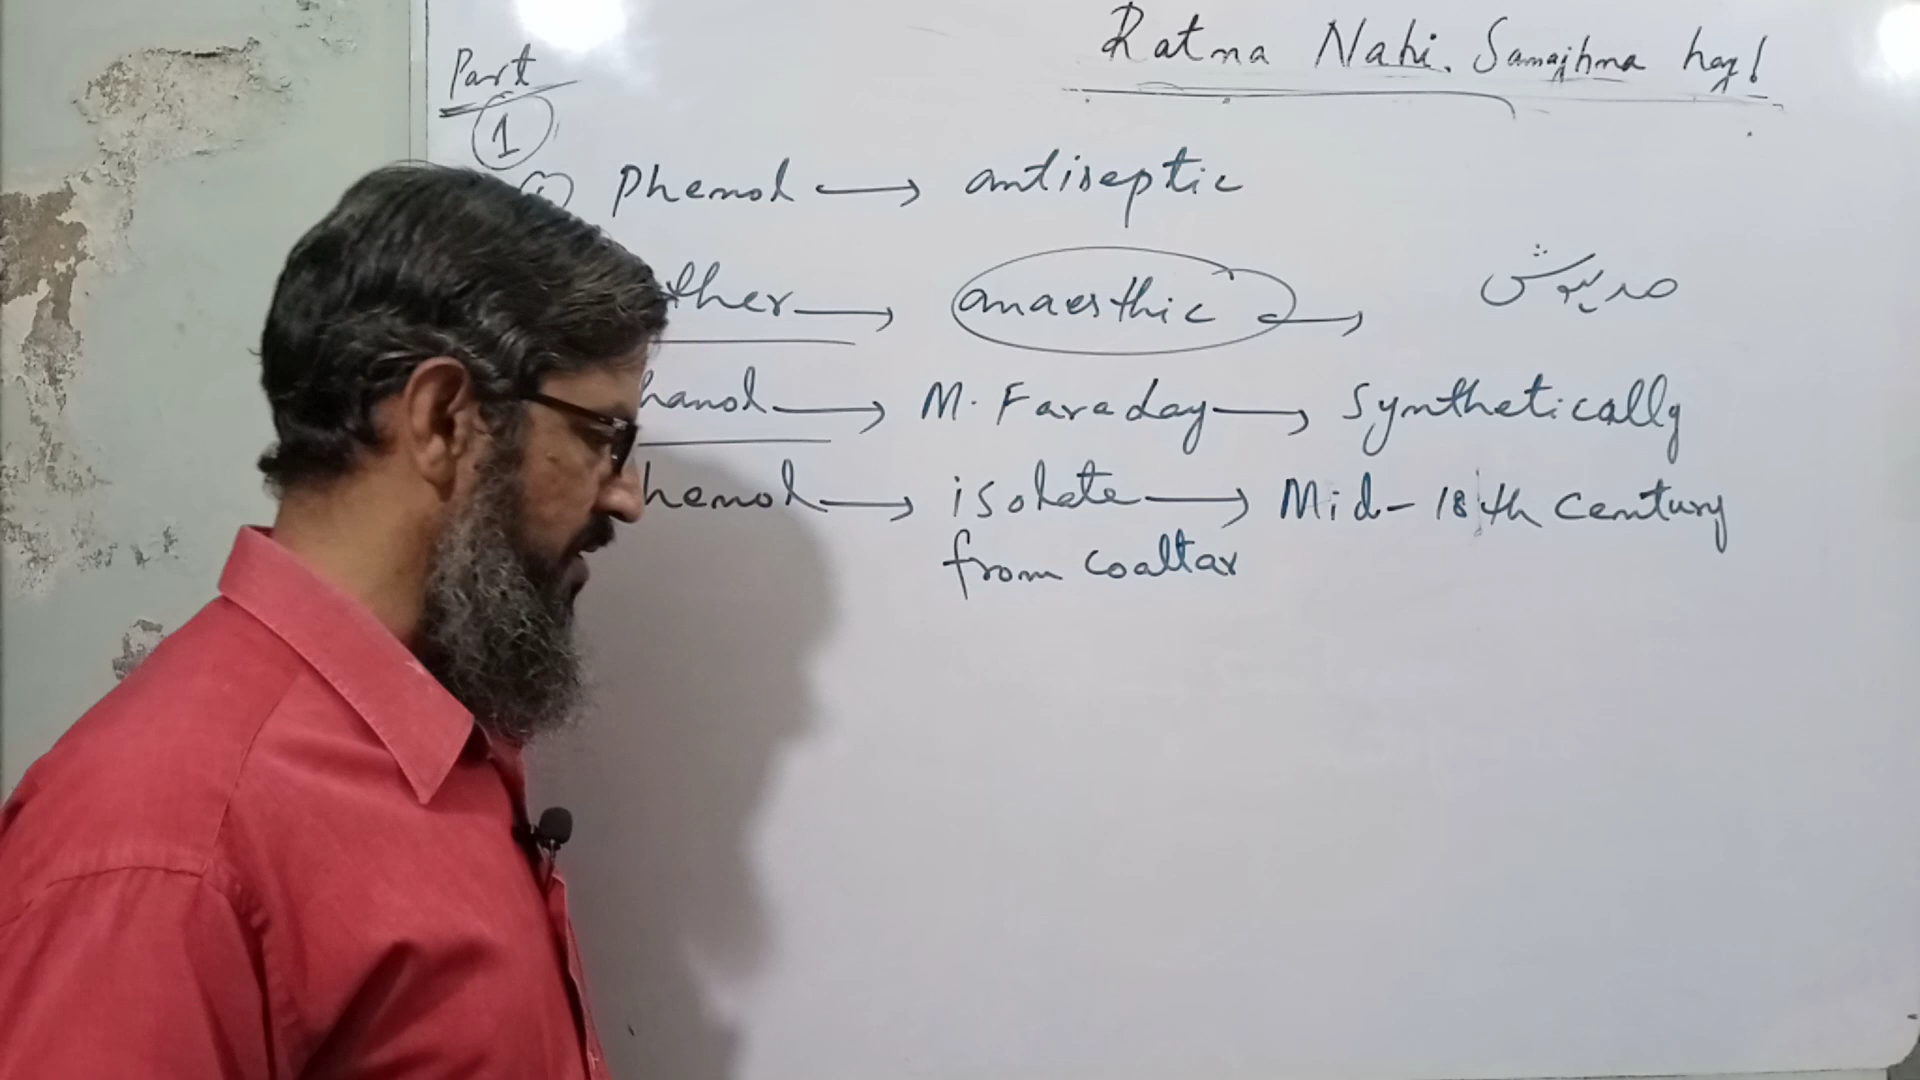 Part
Ratna Nahi. Samajhna hay!
1
Phenol → antiseptic
ther → anaesthic → مدہوش
hanol → M. Faraday → Synthetically
henol → isolate → Mid-18th Century
from coaltar